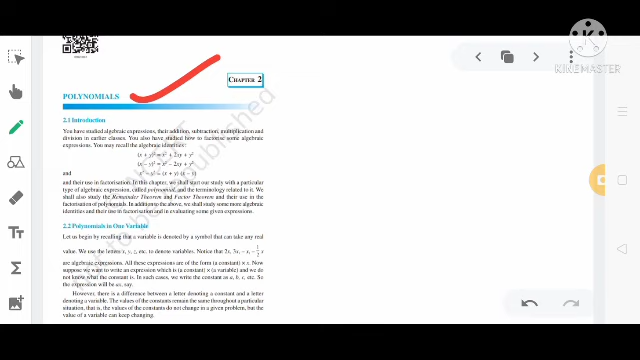 KINEMASTER
CHAPTER 2
POLYNOMIALS
2.1 Introduction
You have studied algebraic expressions, their addition, subtraction, multiplication and
division in earlier classes. You also have studied how to factorise some algebraic
expressions. You may recall the algebraic identities:
(x + y)² = x² + 2xy + y²
(x – y)² = x² – 2xy + y²
and x² – y² = (x + y) (x – y)
and their use in factorisation. In this chapter, we shall start our study with a particular
type of algebraic expression, called polynomial, and the terminology related to it. We
shall also study the Remainder Theorem and Factor Theorem and their use in the
factorisation of polynomials. In addition to the above, we shall study some more algebraic
identities and their use in factorisation and in evaluating some given expressions.
2.2 Polynomials in One Variable
Let us begin by recalling that a variable is denoted by a symbol that can take any real
value. We use the letters x, y, z, etc. to denote variables. Notice that 2x, 3x, – x, – 1/2 x
are algebraic expressions. All these expressions are of the form (a constant) × x. Now
suppose we want to write an expression which is (a constant) × (a variable) and we do
not know what the constant is. In such cases, we write the constant as a, b, c, etc. So
the expression will be ax, say.
However, there is a difference between a letter denoting a constant and a letter
denoting a variable. The values of the constants remain the same throughout a particular
situation, that is, the values of the constants do not change in a given problem, but the
value of a variable can keep changing.